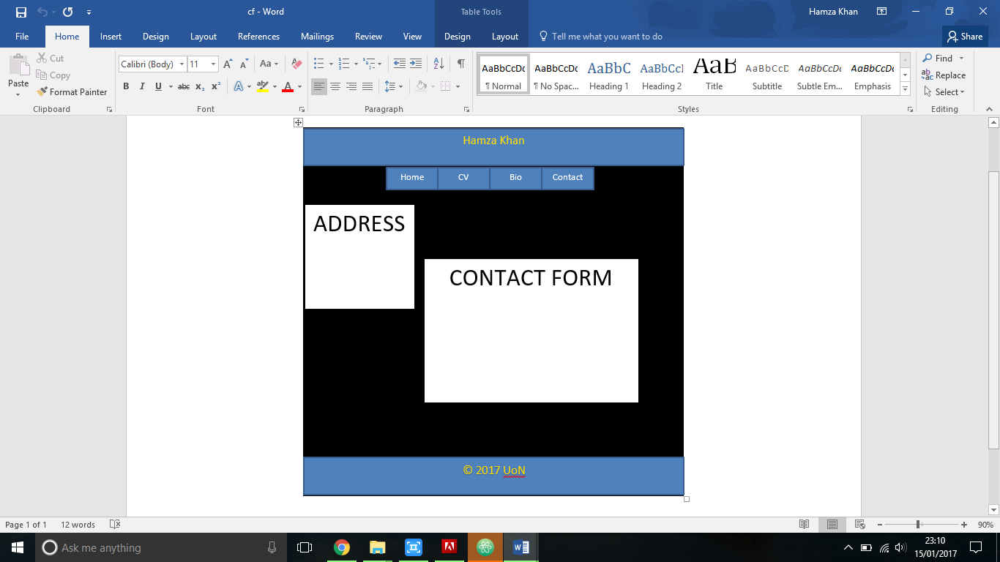 cf - Word
Table Tools
Hamza Khan
File Home Insert Design Layout References Mailings Review View Design Layout Tell me what you want to do Share
Paste
Cut
Copy
Format Painter
Clipboard
Calibri (Body) 11
Font
Paragraph
AaBbCcDc AaBbCcDc AaBbC AaBbCcI AaB AaBbCcD AaBbCcDc AaBbCcDc
¶ Normal ¶ No Spac... Heading 1 Heading 2 Title Subtitle Subtle Em... Emphasis
Styles
Find
Replace
Select
Editing
Hamza Khan
Home CV Bio Contact
ADDRESS
CONTACT FORM
© 2017 UoN
Page 1 of 1 12 words 90%
Ask me anything
23:10
15/01/2017